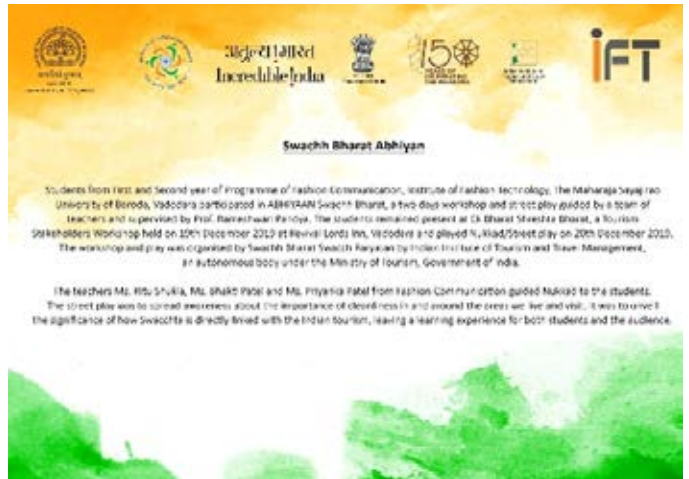 अतुल्य भारत
Incredible India
150
iFT
Swachh Bharat Abhiyan
Students from First and Second year of Programme of Fashion Communication, Institute of Fashion Technology, The Maharaja Sayajirao
University of Baroda, Vadodara participated in ABHIYAAN Swachh Bharat, a two days workshop and street play guided by a team of
teachers and supervised by Prof. Rameshwari Pandya. The students remained present at Ek Bharat Shreshta Bharat, a Tourism
Stakeholders Workshop held on 19th December 2019 at Revival Lords Inn, Vadodara and played Nukkad/Street play on 20th December 2019.
The workshop and play was organised by Swachh Bharat Swacch Paryatan by Indian Institute of Tourism and Travel Management,
an autonomous body under the Ministry of Tourism, Government of India.
The teachers Ms. Ritu Shukla, Ms. Bhakti Patel and Ms. Priyanka Patel from Fashion Communication guided Nukkad to the students.
The street play was to spread awareness about the importance of cleanliness in and around the areas we live and visit. It was to unveil
the significance of how Swacchta is directly linked with the Indian tourism, leaving a learning experience for both students and the audience.